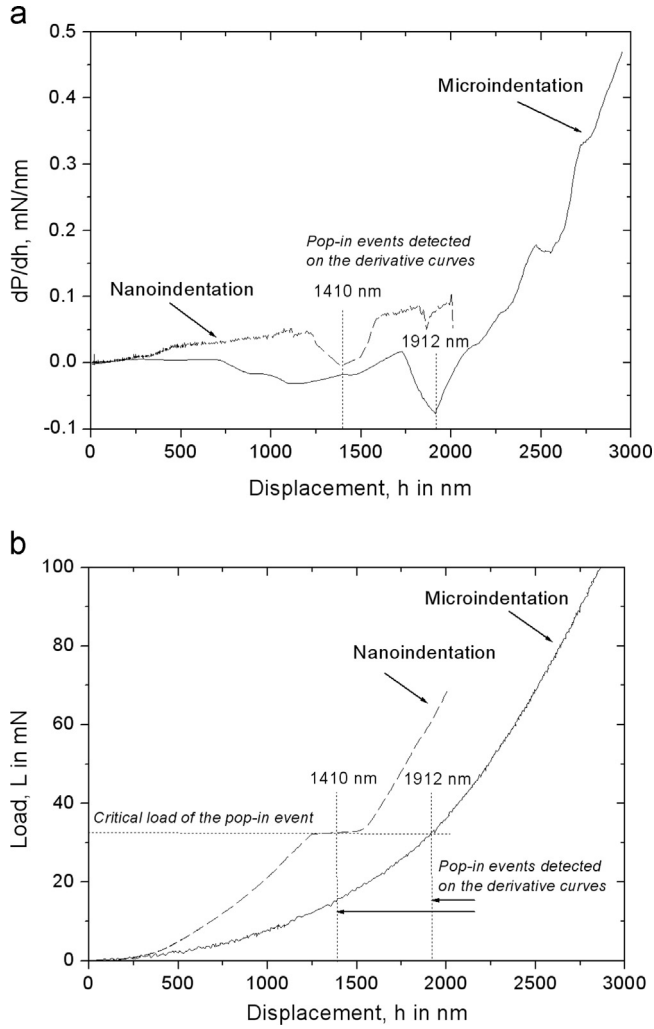 a
0.5
0.4
0.3
0.2
0.1
0.0
-0.1
dP/dh, mN/nm
Microindentation
Pop-in events detected
on the derivative curves
Nanoindentation
1410 nm
1912 nm
0 500 1000 1500 2000 2500 3000
Displacement, h in nm
b
100
80
60
40
20
0
Load, L in mN
Microindentation
Nanoindentation
1410 nm 1912 nm
Critical load of the pop-in event
Pop-in events detected
on the derivative curves
0 500 1000 1500 2000 2500 3000
Displacement, h in nm